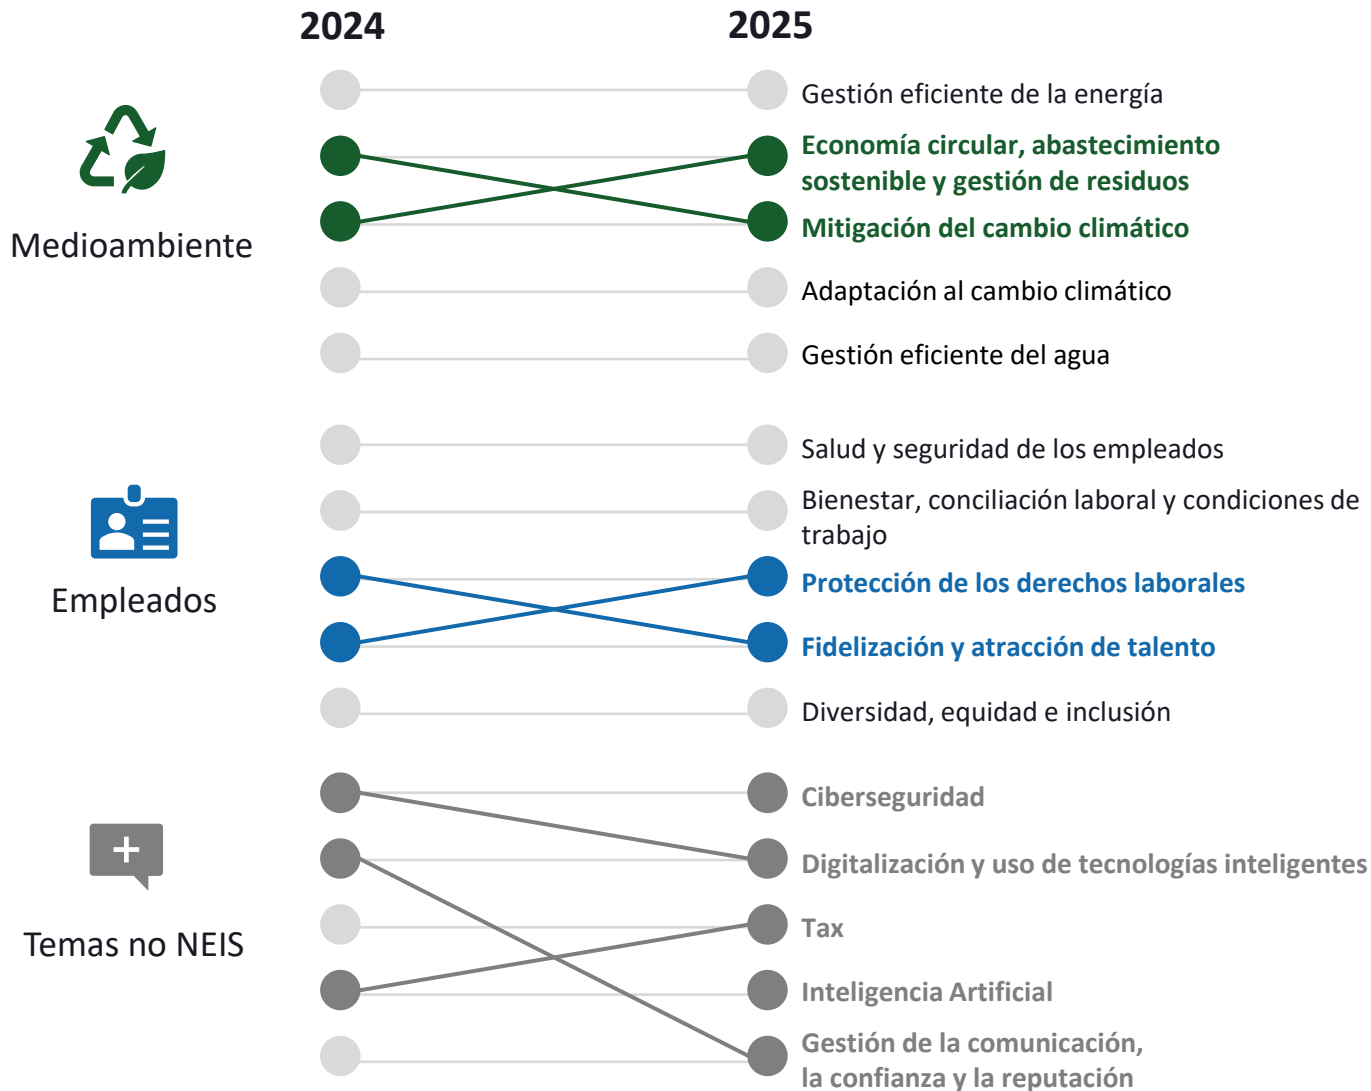 2024
2025
Medioambiente
Gestión eficiente de la energía
Economía circular, abastecimiento
sostenible y gestión de residuos
Mitigación del cambio climático
Adaptación al cambio climático
Gestión eficiente del agua
Empleados
Salud y seguridad de los empleados
Bienestar, conciliación laboral y condiciones de
trabajo
Protección de los derechos laborales
Fidelización y atracción de talento
Diversidad, equidad e inclusión
Temas no NEIS
Ciberseguridad
Digitalización y uso de tecnologías inteligentes
Tax
Inteligencia Artificial
Gestión de la comunicación,
la confianza y la reputación